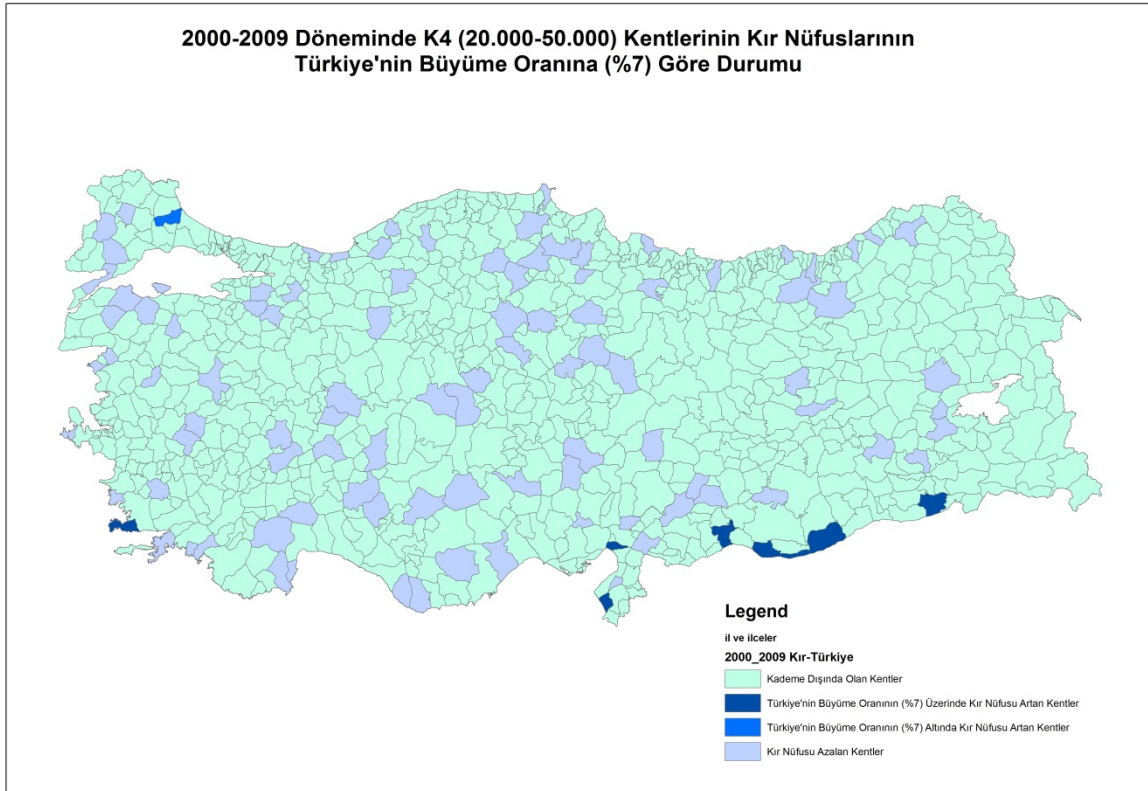 2000-2009 Döneminde K4 (20.000-50.000) Kentlerinin Kır Nüfuslarının
Türkiye'nin Büyüme Oranına (%7) Göre Durumu
Legend
il ve ilceler
2000_2009 Kır-Türkiye
Kademe Dışında Olan Kentler
Türkiye'nin Büyüme Oranının (%7) Üzerinde Kır Nüfusu Artan Kentler
Türkiye'nin Büyüme Oranının (%7) Altında Kır Nüfusu Artan Kentler
Kır Nüfusu Azalan Kentler